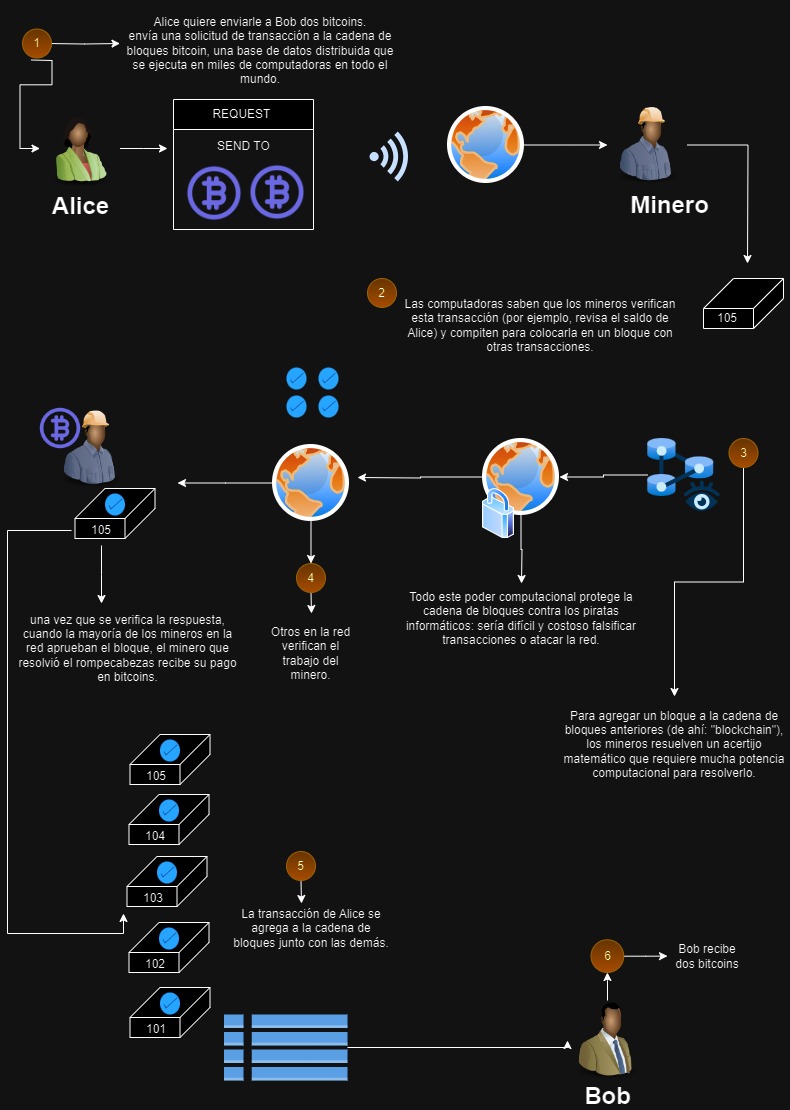 1
Alice quiere enviarle a Bob dos bitcoins.
envía una solicitud de transacción a la cadena de
bloques bitcoin, una base de datos distribuida que
se ejecuta en miles de computadoras en todo el
mundo.
REQUEST
SEND TO
Alice
Minero
2
Las computadoras saben que los mineros verifican
esta transacción (por ejemplo, revisa el saldo de
Alice) y compiten para colocarla en un bloque con
otras transacciones.
105
3
105
4
Todo este poder computacional protege la
cadena de bloques contra los piratas
informáticos: sería difícil y costoso falsificar
transacciones o atacar la red.
una vez que se verifica la respuesta,
cuando la mayoría de los mineros en la
red aprueban el bloque, el minero que
resolvió el rompecabezas recibe su pago
en bitcoins.
Otros en la red
verifican el
trabajo del
minero.
Para agregar un bloque a la cadena de
bloques anteriores (de ahí: "blockchain"),
los mineros resuelven un acertijo
matemático que requiere mucha potencia
computacional para resolverlo.
105
104
103
102
101
5
La transacción de Alice se
agrega a la cadena de
bloques junto con las demás.
6
Bob recibe
dos bitcoins
Bob